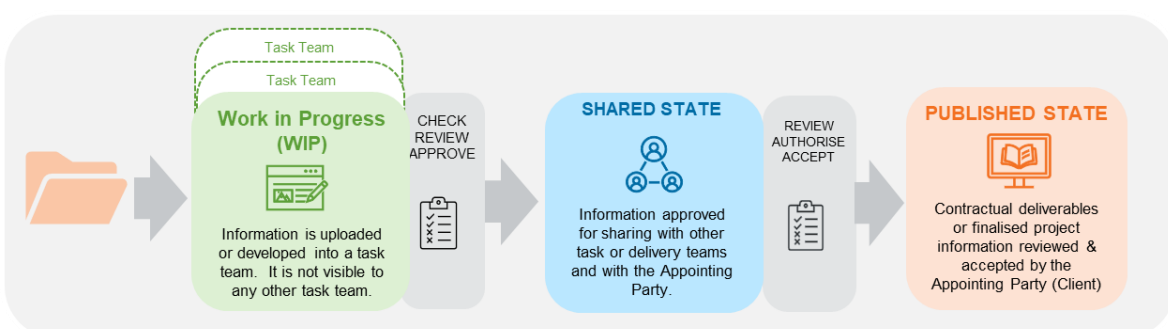 Task Team
Task Team
Work in Progress
(WIP)
Information is uploaded
or developed into a task
team. It is not visible to
any other task team.
CHECK
REVIEW
APPROVE
SHARED STATE
Information approved
for sharing with other
task or delivery teams
and with the Appointing
Party.
REVIEW
AUTHORISE
ACCEPT
PUBLISHED STATE
Contractual deliverables
or finalised project
information reviewed &
accepted by the
Appointing Party (Client)